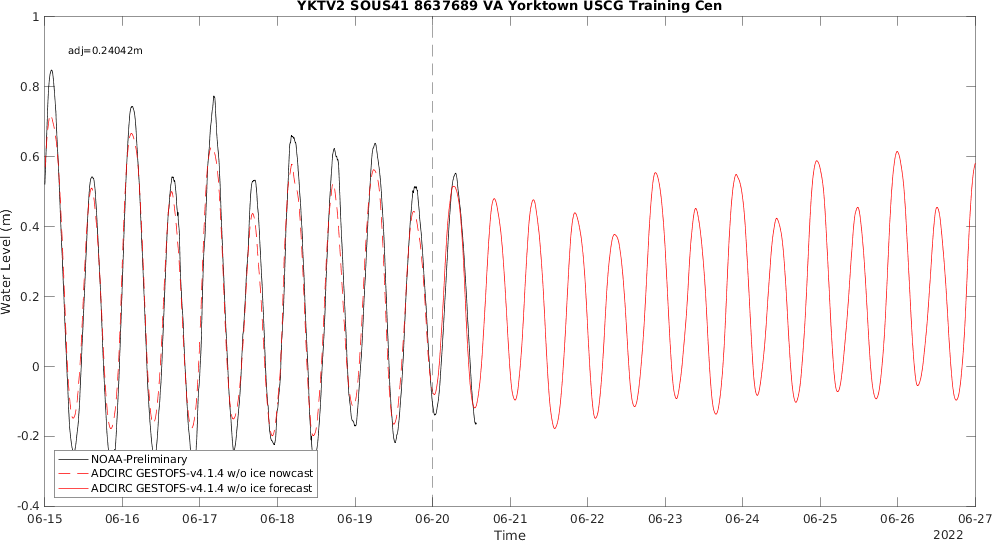 YKTV2 SOUS41 8637689 VA Yorktown USCG Training Cen
adj=0.24042m
1
0.8
0.6
0.4
0.2
0
-0.2
-0.4
Water Level (m)
NOAA-Preliminary
ADCIRC GESTOFS-v4.1.4 w/o ice nowcast
ADCIRC GESTOFS-v4.1.4 w/o ice forecast
06-15 06-16 06-17 06-18 06-19 06-20 06-21 06-22 06-23 06-24 06-25 06-26 06-27
Time
2022